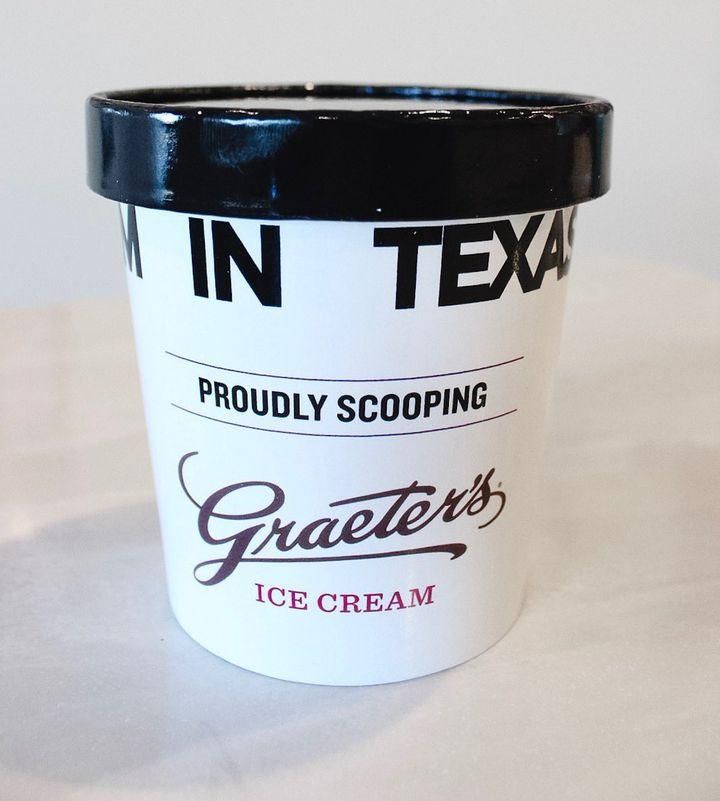 IN TEXAS
PROUDLY SCOOPING
Graeter's
ICE CREAM